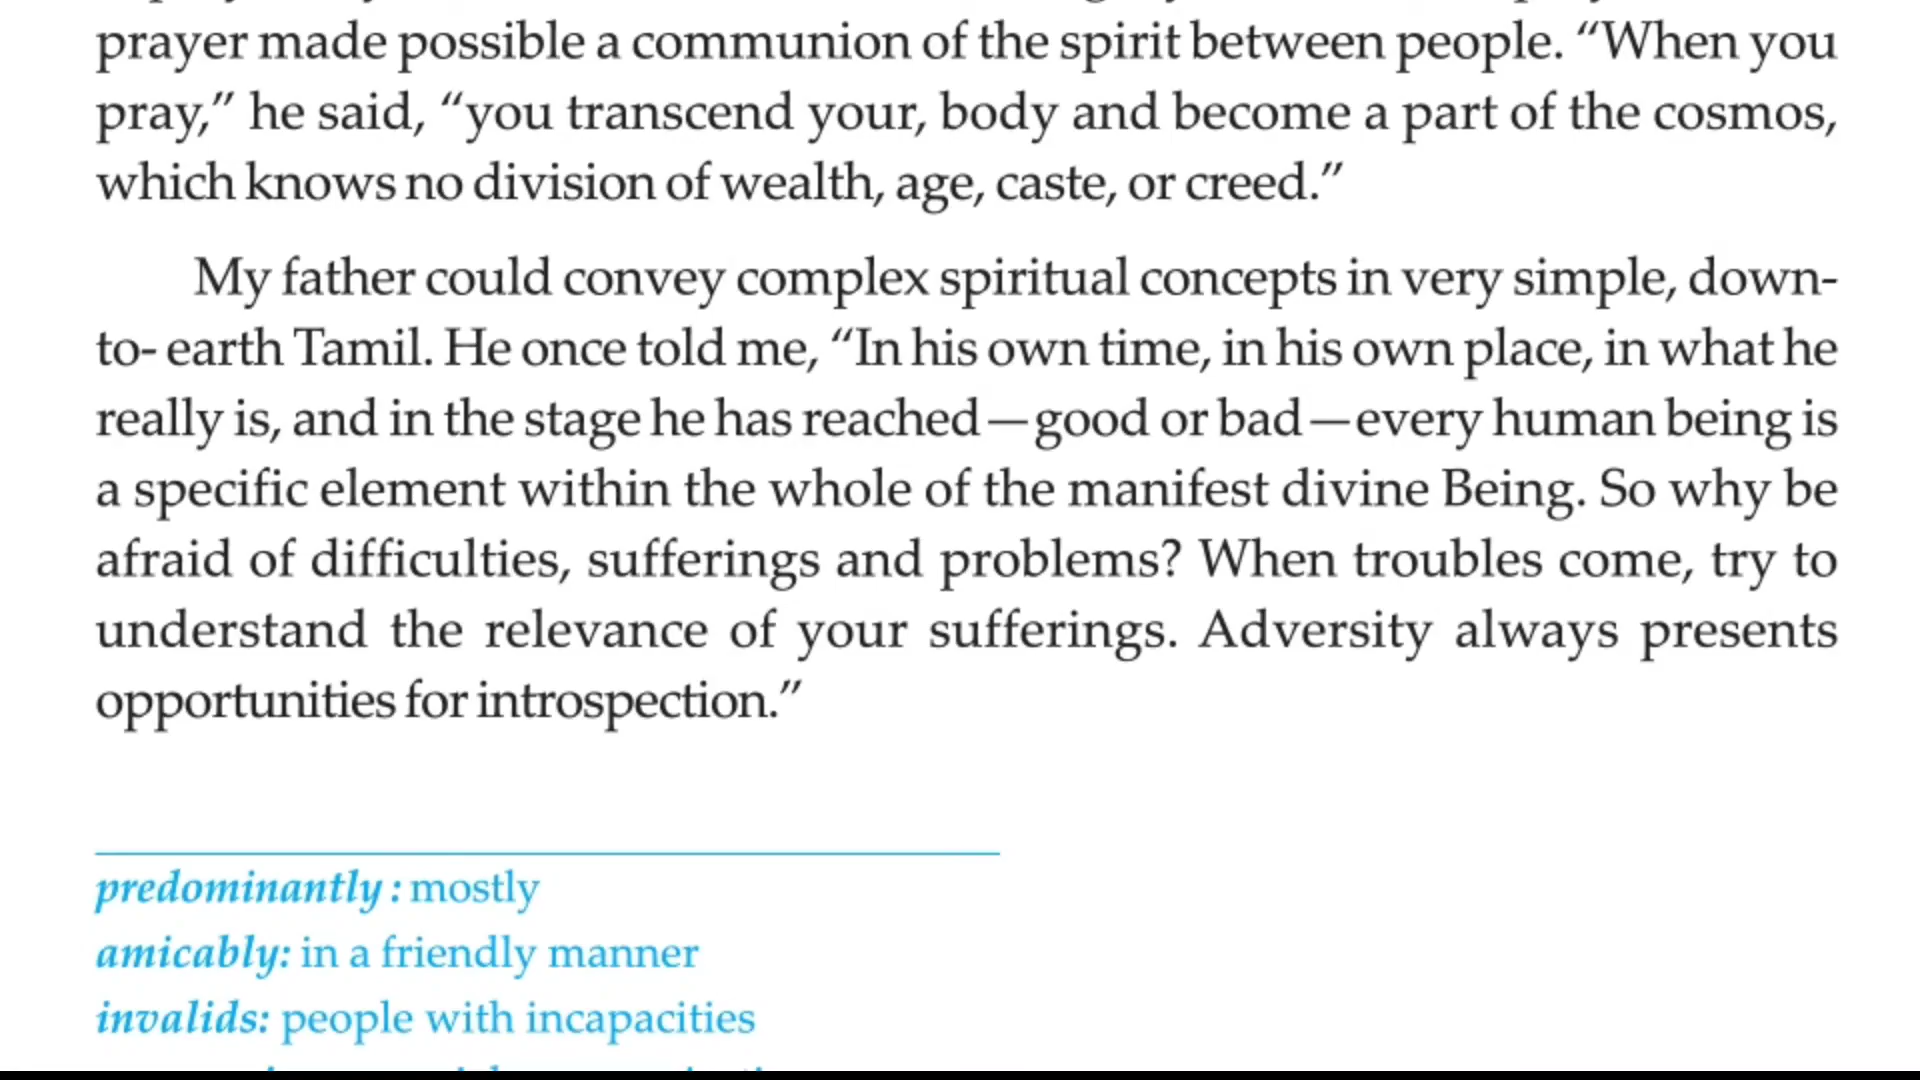 prayer made possible a communion of the spirit between people. “When you
pray,” he said, “you transcend your, body and become a part of the cosmos,
which knows no division of wealth, age, caste, or creed.”
My father could convey complex spiritual concepts in very simple, down-
to- earth Tamil. He once told me, “In his own time, in his own place, in what he
really is, and in the stage he has reached—good or bad—every human being is
a specific element within the whole of the manifest divine Being. So why be
afraid of difficulties, sufferings and problems? When troubles come, try to
understand the relevance of your sufferings. Adversity always presents
opportunities for introspection.”
predominantly : mostly
amicably: in a friendly manner
invalids: people with incapacities